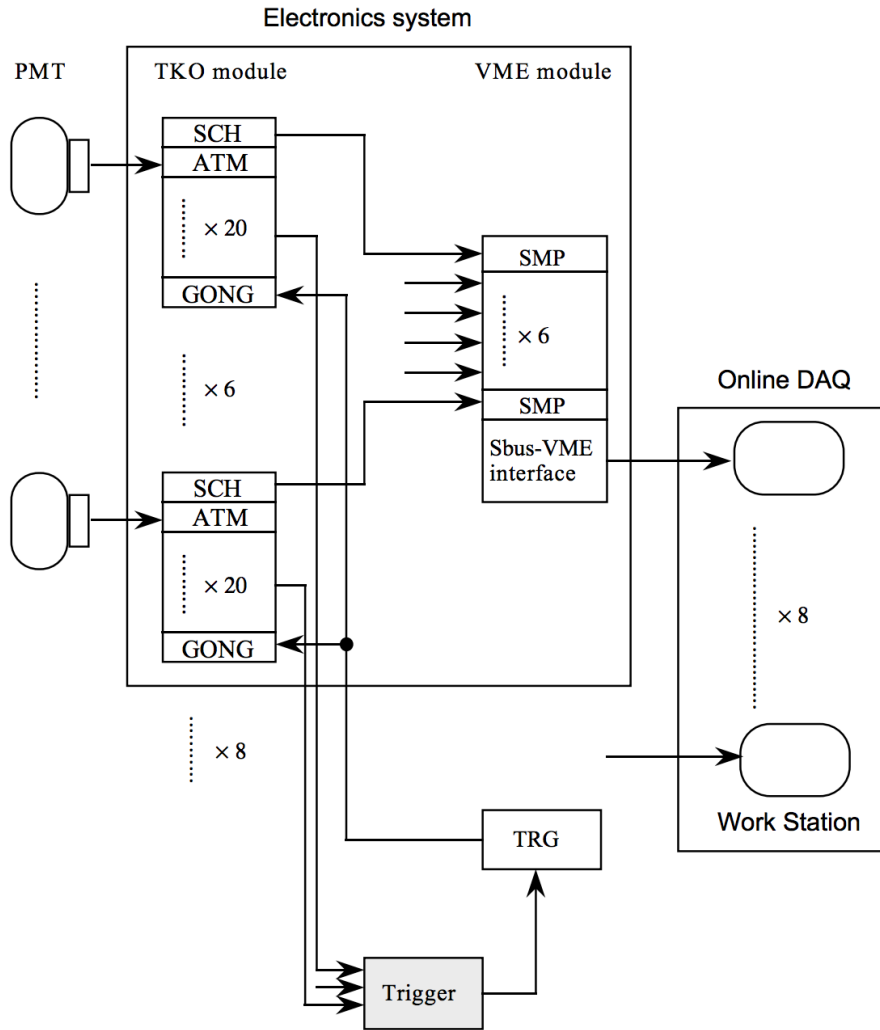 Electronics system
PMT
TKO module
VME module
SCH
ATM
× 20
GONG
SMP
× 6
× 6
SMP
Sbus-VME
interface
Online DAQ
SCH
ATM
× 20
GONG
× 8
× 8
Work Station
TRG
Trigger